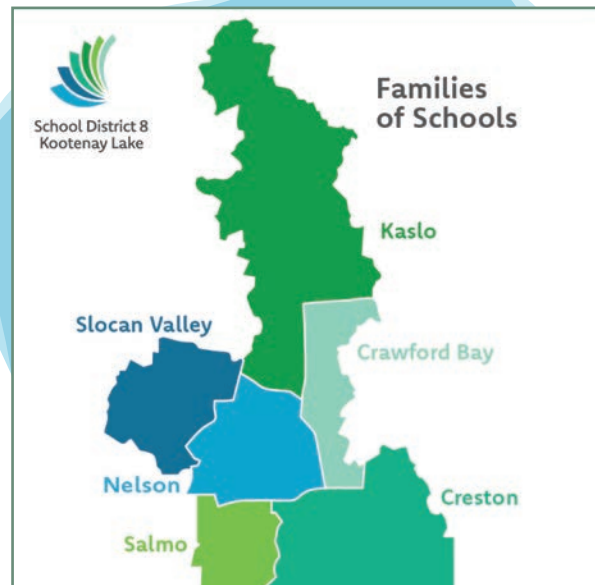 School District 8
Kootenay Lake
Families
of Schools
Kaslo
Slocan Valley
Crawford Bay
Nelson
Creston
Salmo